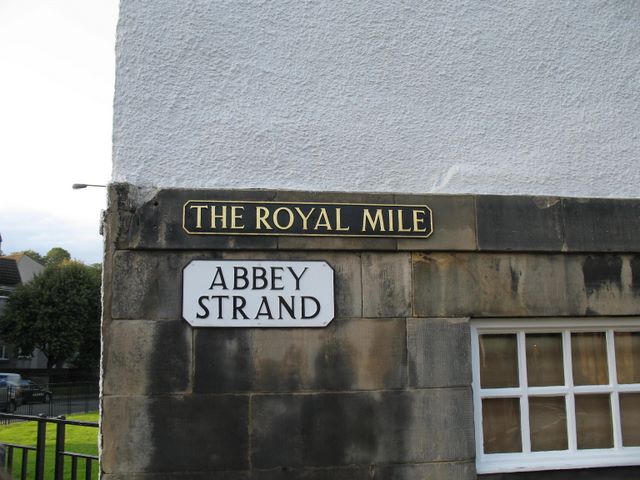 THE ROYAL MILE
ABBEY
STRAND